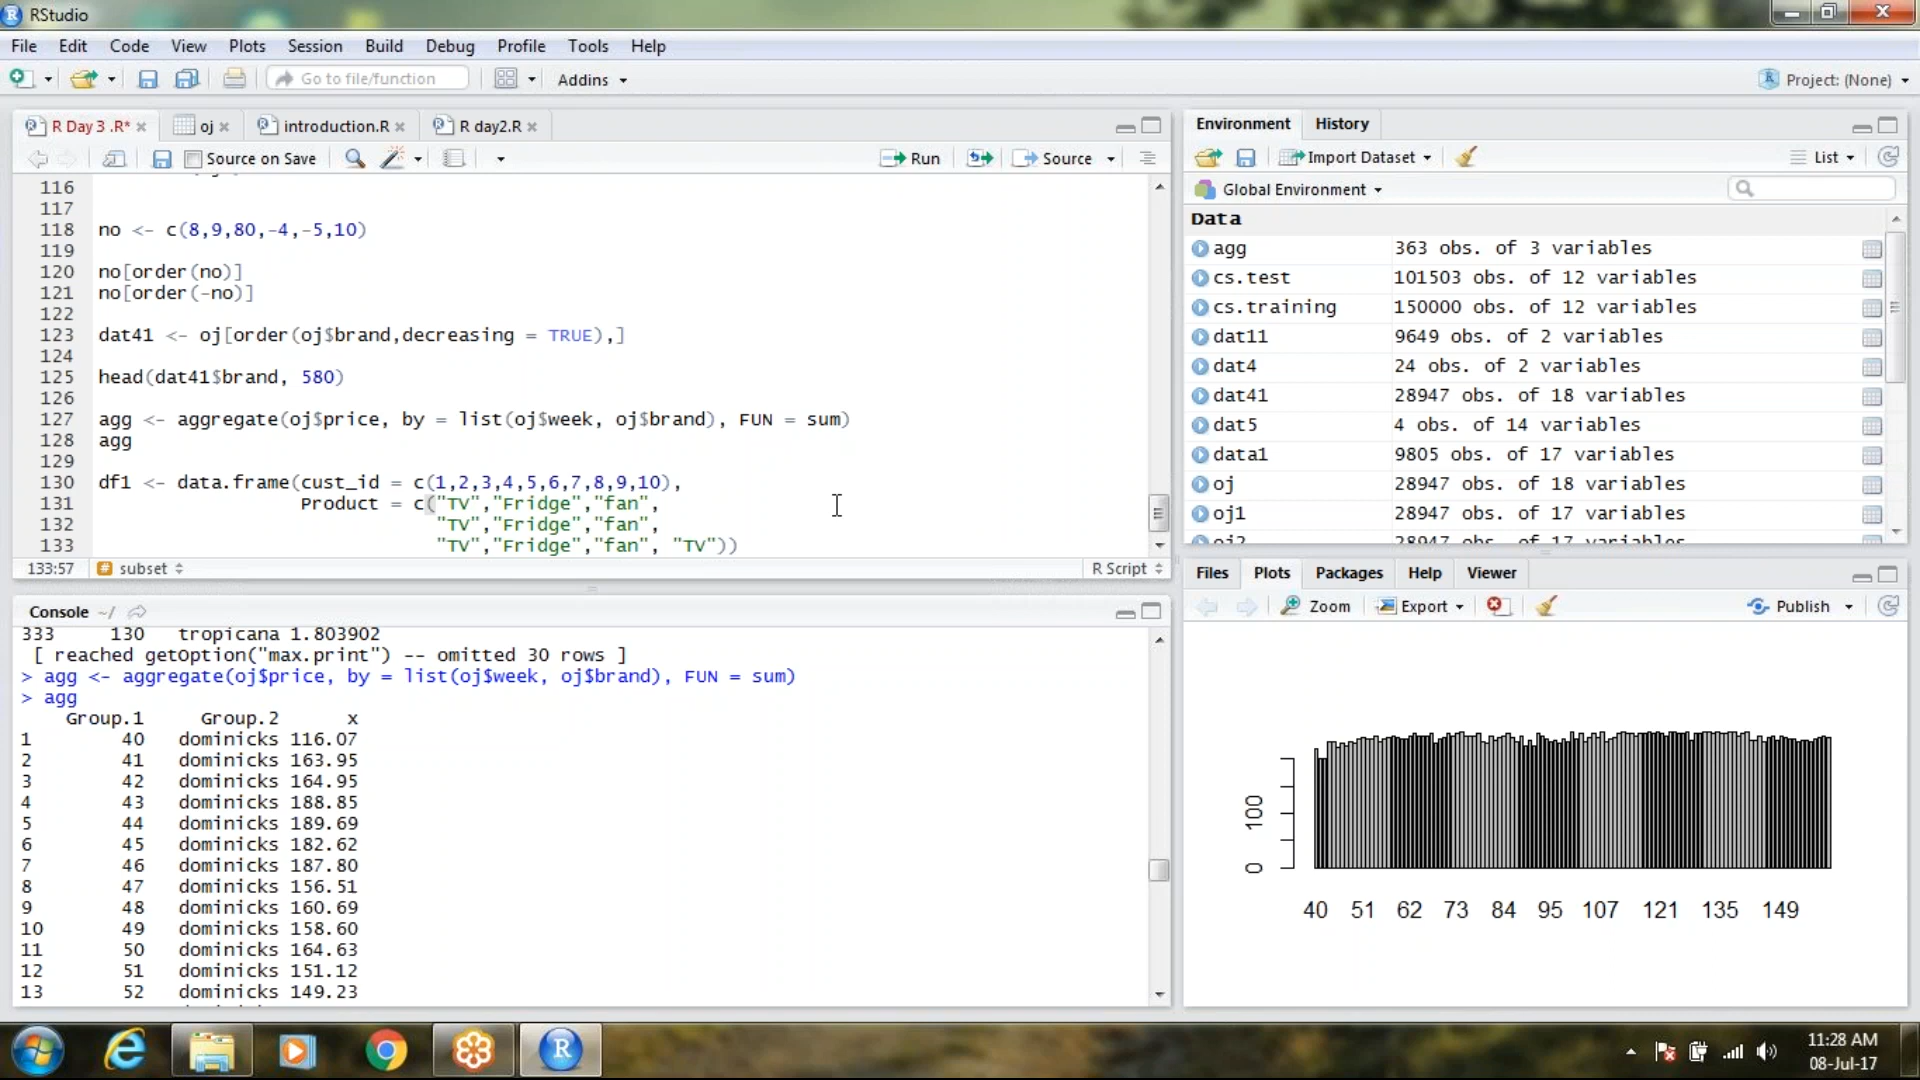 RStudio
File Edit Code View Plots Session Build Debug Profile Tools Help
Go to file/function Addins Project: (None)
R Day 3 .R* oj introduction.R R day2.R
Source on Save Run Source
116
117
118 no <- c(8,9,80,-4,-5,10)
119
120 no[order(no)]
121 no[order(-no)]
122
123 dat41 <- oj[order(oj$brand,decreasing = TRUE),]
124
125 head(dat41$brand, 580)
126
127 agg <- aggregate(oj$price, by = list(oj$week, oj$brand), FUN = sum)
128 agg
129
130 df1 <- data.frame(cust_id = c(1,2,3,4,5,6,7,8,9,10),
131 Product = c("TV","Fridge","fan",
132 "TV","Fridge","fan",
133 "TV","Fridge","fan", "TV"))
133:57 subset R Script
Console ~/
333 130 tropicana 1.803902
[ reached getOption("max.print") -- omitted 30 rows ]
> agg <- aggregate(oj$price, by = list(oj$week, oj$brand), FUN = sum)
> agg
Group.1 Group.2 x
1 40 dominicks 116.07
2 41 dominicks 163.95
3 42 dominicks 164.95
4 43 dominicks 188.85
5 44 dominicks 189.69
6 45 dominicks 182.62
7 46 dominicks 187.80
8 47 dominicks 156.51
9 48 dominicks 160.69
10 49 dominicks 158.60
11 50 dominicks 164.63
12 51 dominicks 151.12
13 52 dominicks 149.23
Environment History
Import Dataset List
Global Environment
Data
agg 363 obs. of 3 variables
cs.test 101503 obs. of 12 variables
cs.training 150000 obs. of 12 variables
dat11 9649 obs. of 2 variables
dat4 24 obs. of 2 variables
dat41 28947 obs. of 18 variables
dat5 4 obs. of 14 variables
data1 9805 obs. of 17 variables
oj 28947 obs. of 18 variables
oj1 28947 obs. of 17 variables
oj2 28947 obs. of 17 variables
Files Plots Packages Help Viewer
Zoom Export Publish
0 100
40 51 62 73 84 95 107 121 135 149
11:28 AM
08-Jul-17